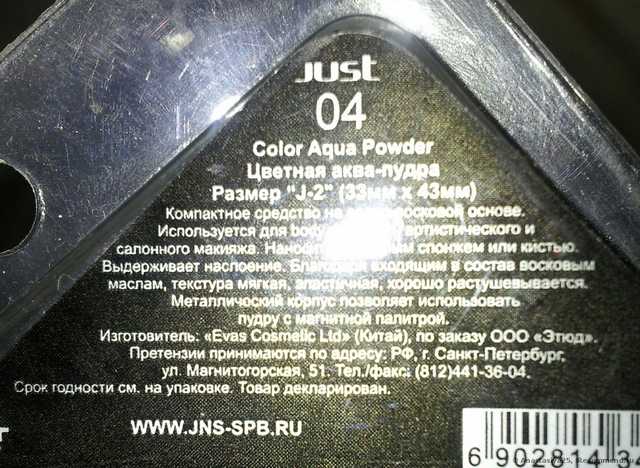 JUST
04
Color Aqua Powder
Цветная аква-пудра
Размер "J-2" (33мм x 43мм)
Компактное средство на восковой основе.
Используется для body артистического и
салонного макияжа. спонжем или кистью.
Выдерживает наслоение. Благодаря входящим в состав восковым
маслам, текстура мягкая, эластичная, хорошо растушевывается.
Металлический корпус позволяет использовать
пудру с магнитной палитрой.
Изготовитель: «Evas Cosmetic Ltd» (Китай), по заказу ООО «Этюд».
Претензии принимаются по адресу: РФ, г. Санкт-Петербург,
ул. Магнитогорская, 51. Тел./факс: (812)441-36-04.
Срок годности см. на упаковке. Товар декларирован.
WWW.JNS-SPB.RU
6 902814 34